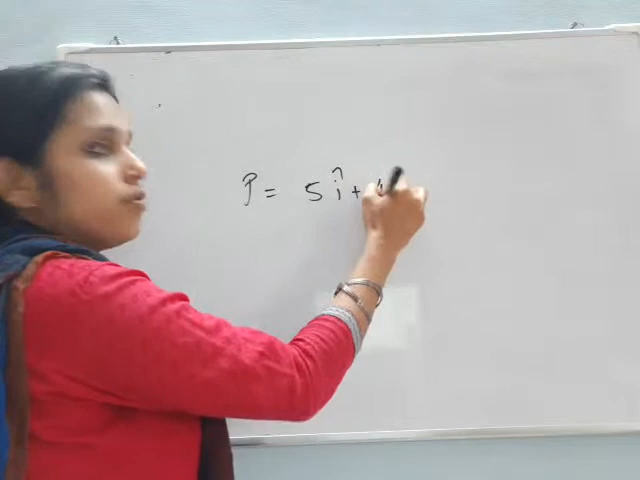 P = 5î +